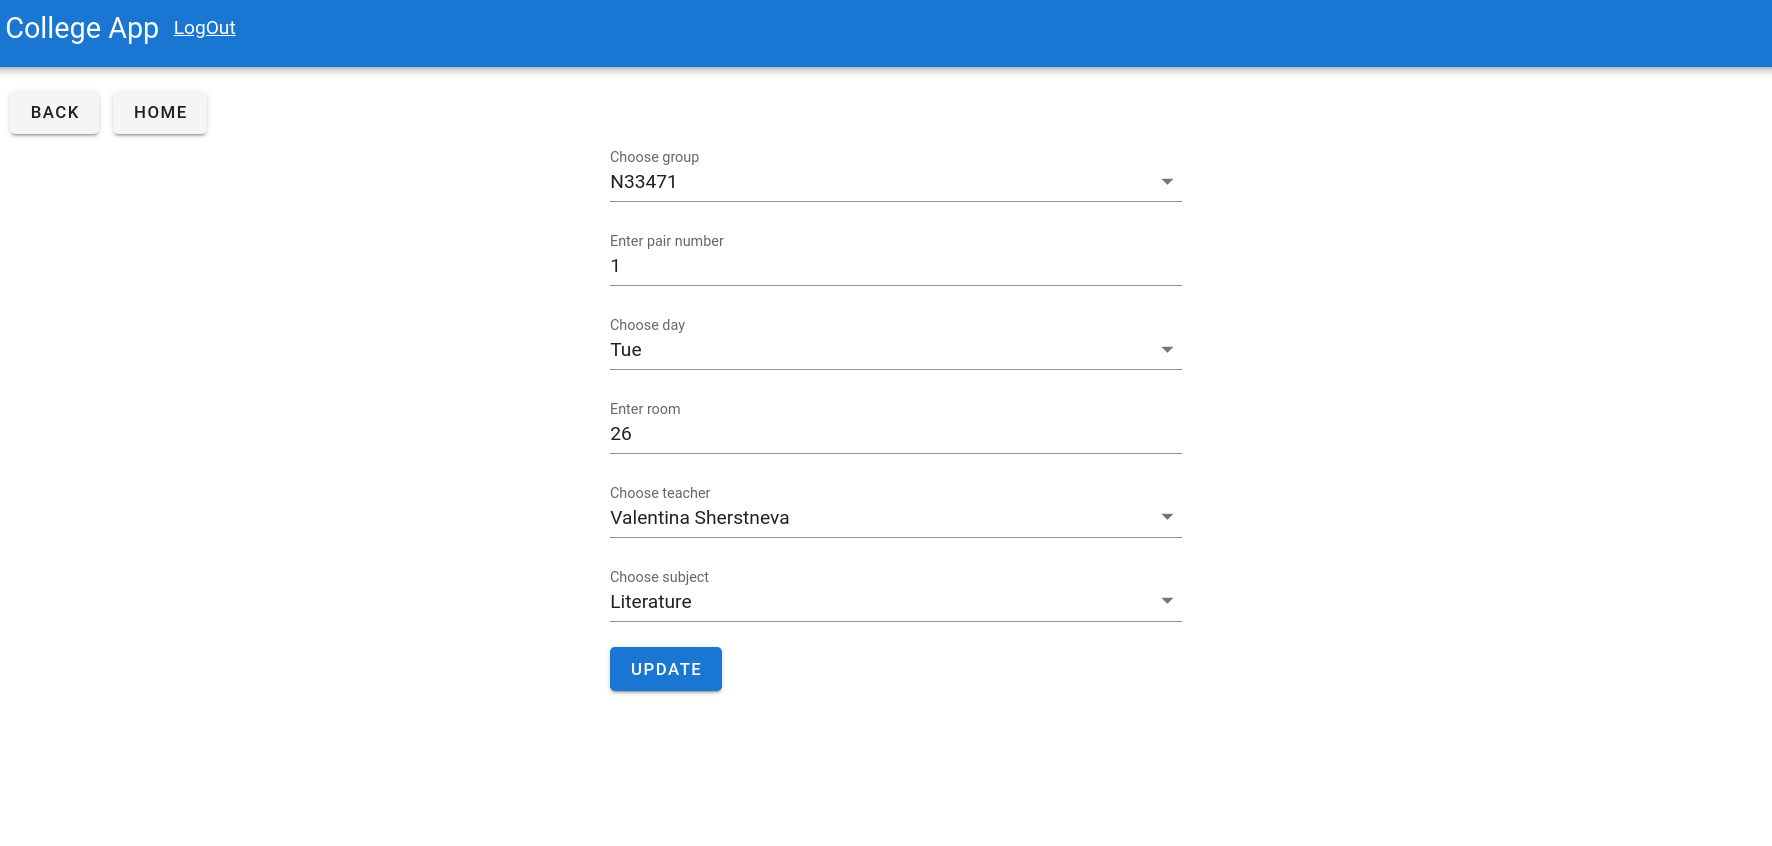 College App LogOut
BACK HOME
Choose group
N33471
Enter pair number
1
Choose day
Tue
Enter room
26
Choose teacher
Valentina Sherstneva
Choose subject
Literature
UPDATE